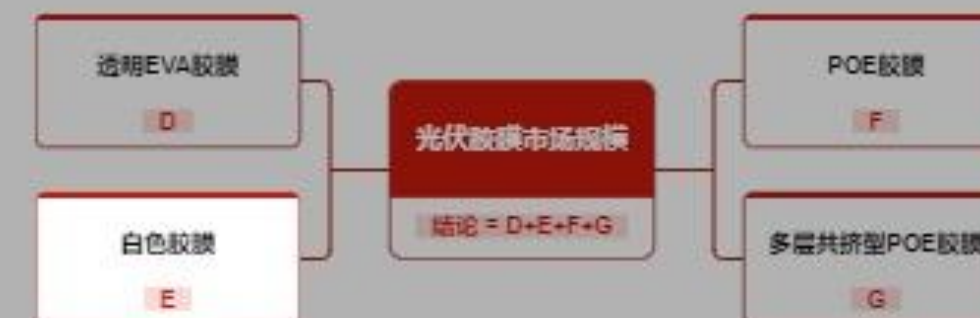 透明EVA胶膜
D
白色胶膜
E
光伏胶膜市场规模
结论 = D+E+F+G
POE胶膜
F
多层共挤型POE胶膜
G